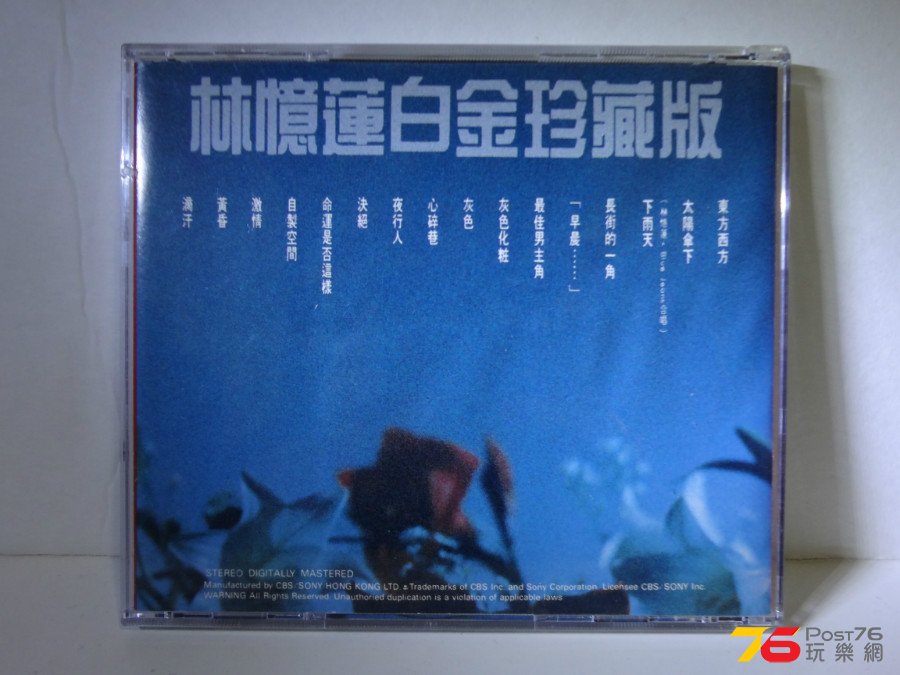 林憶蓮白金珍藏版
東方西方
太陽傘下
下雨天
長街的一角
「早晨⋯⋯」
最佳男主角
灰色化粧
灰色
心碎巷
夜行人
決絕
命運是否這樣
自製空間
激情
黃昏
滴汗
STEREO DIGITALLY MASTERED
Manufactured by CBS/SONY HONG KONG LTD. Trademarks of CBS Inc. and Sony Corporation. Licensee CBS/SONY Inc.
WARNING All Rights Reserved. Unauthoried duplication is a violation of applicable laws
76 Post76
玩樂網